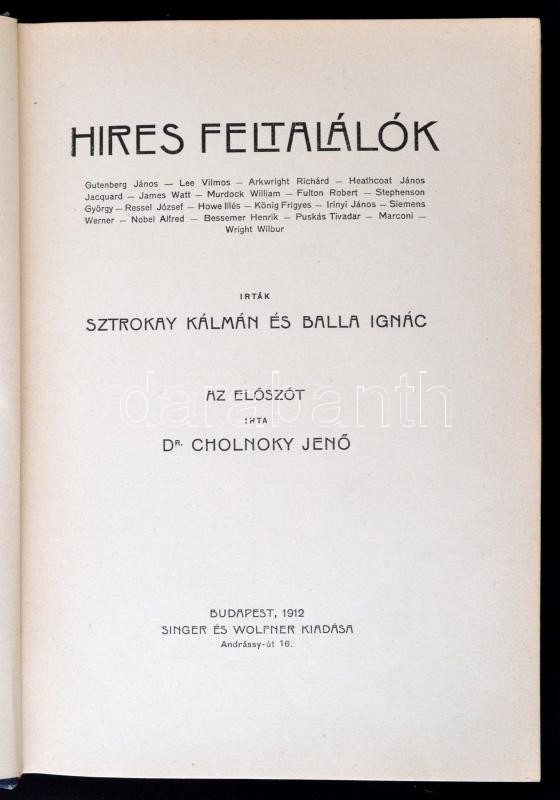 HIRES FELTALÁLÓK
Gutenberg János — Lee Vilmos — Arkwright Richárd — Heathcoat János
Jacquard — James Watt — Murdock William — Fulton Robert — Stephenson
György — Ressel József — Howe Illés — König Frigyes — Irinyi János — Siemens
Werner — Nobel Alfred — Bessemer Henrik — Puskás Tivadar — Marconi —
Wright Wilbur
IRTÁK
SZTROKAY KÁLMÁN ÉS BALLA IGNÁC
AZ ELŐSZÓT
darabanth
IRTA
DR. CHOLNOKY JENŐ
BUDAPEST, 1912
SINGER ÉS WOLFNER KIADÁSA
Andrássy-út 16.